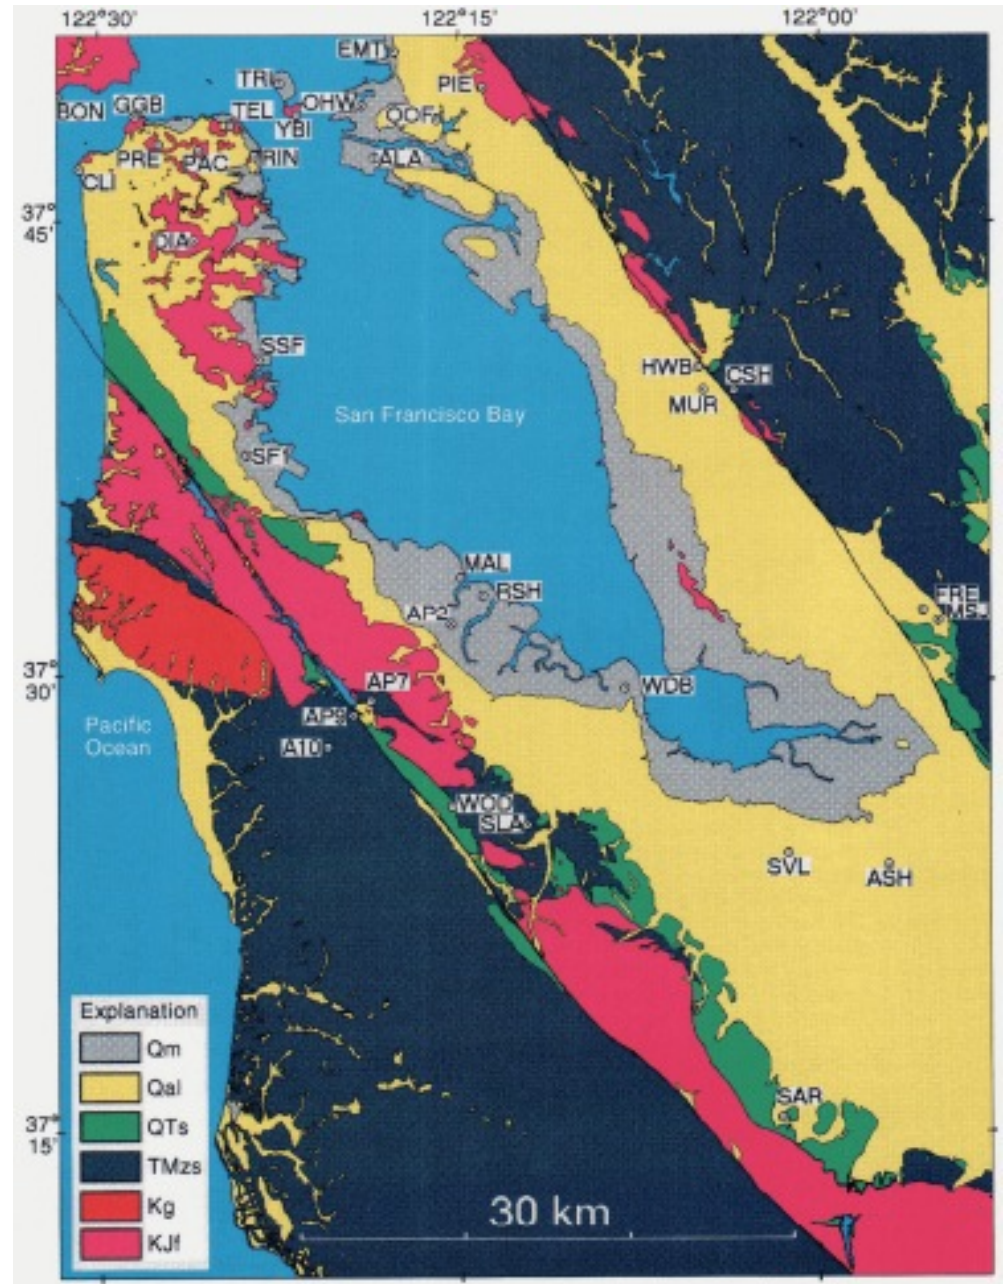 122°30'
122°15'
122°00'
EMT
TRI
PIE
BON
GGB
TEL
OHW
OOF
YBI
PRE
PAC
RIN
ALA
CLI
37°
45'
DIA
SSF
HWB
CSH
MUR
San Francisco Bay
SF1
MAL
RSH
FRE
MSJ
AP2
37°
30'
AP7
WDB
AP9
Pacific
Ocean
A10
WOD
SLA
SVL
ASH
Explanation
Qm
Qal
QTs
TMzs
Kg
KJf
SAR
37°
15'
30 km